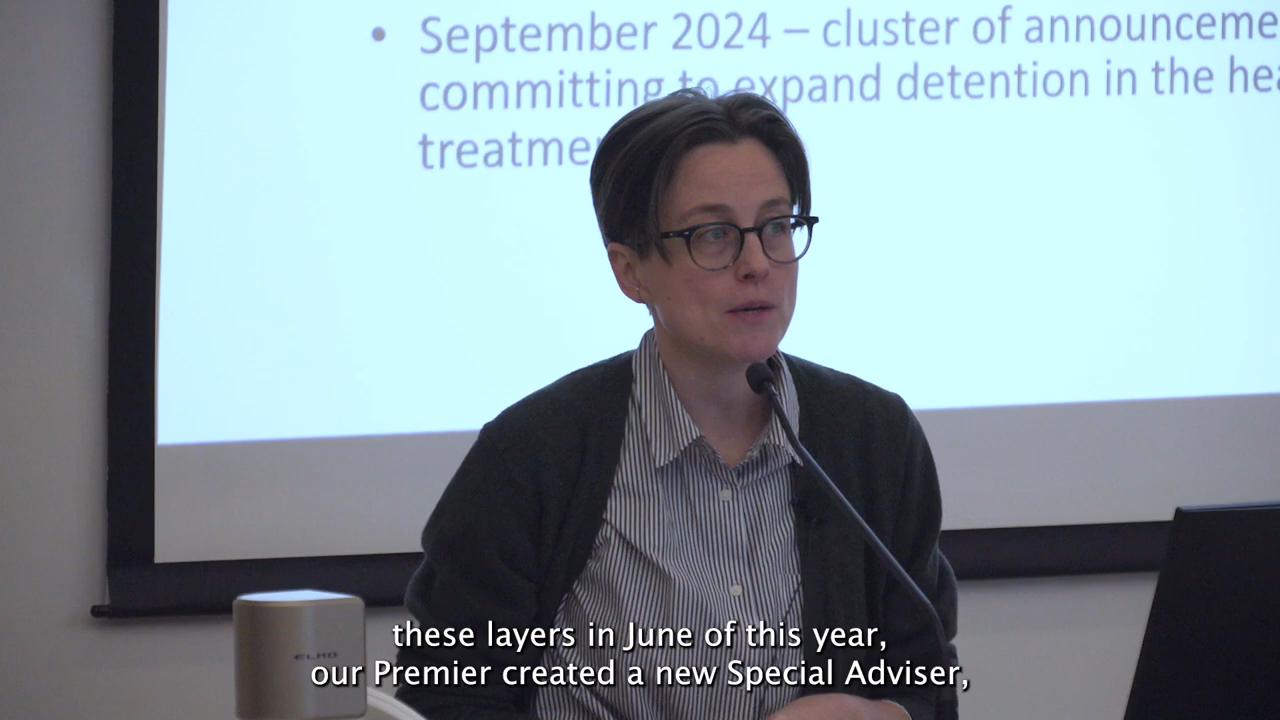 • September 2024 – cluster of announceme
committing to expand detention in the hea
treatme
ELMO
these layers in June of this year,
our Premier created a new Special Adviser,